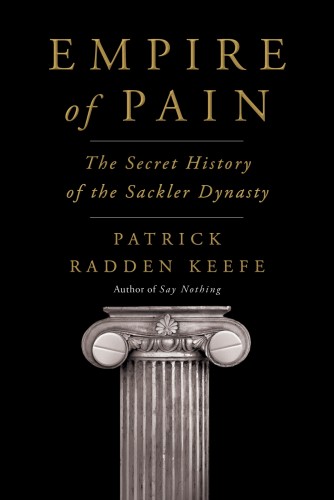 EMPIRE
of PAIN
The Secret History
of the Sackler Dynasty
PATRICK
RADDEN KEEFE
Author of Say Nothing